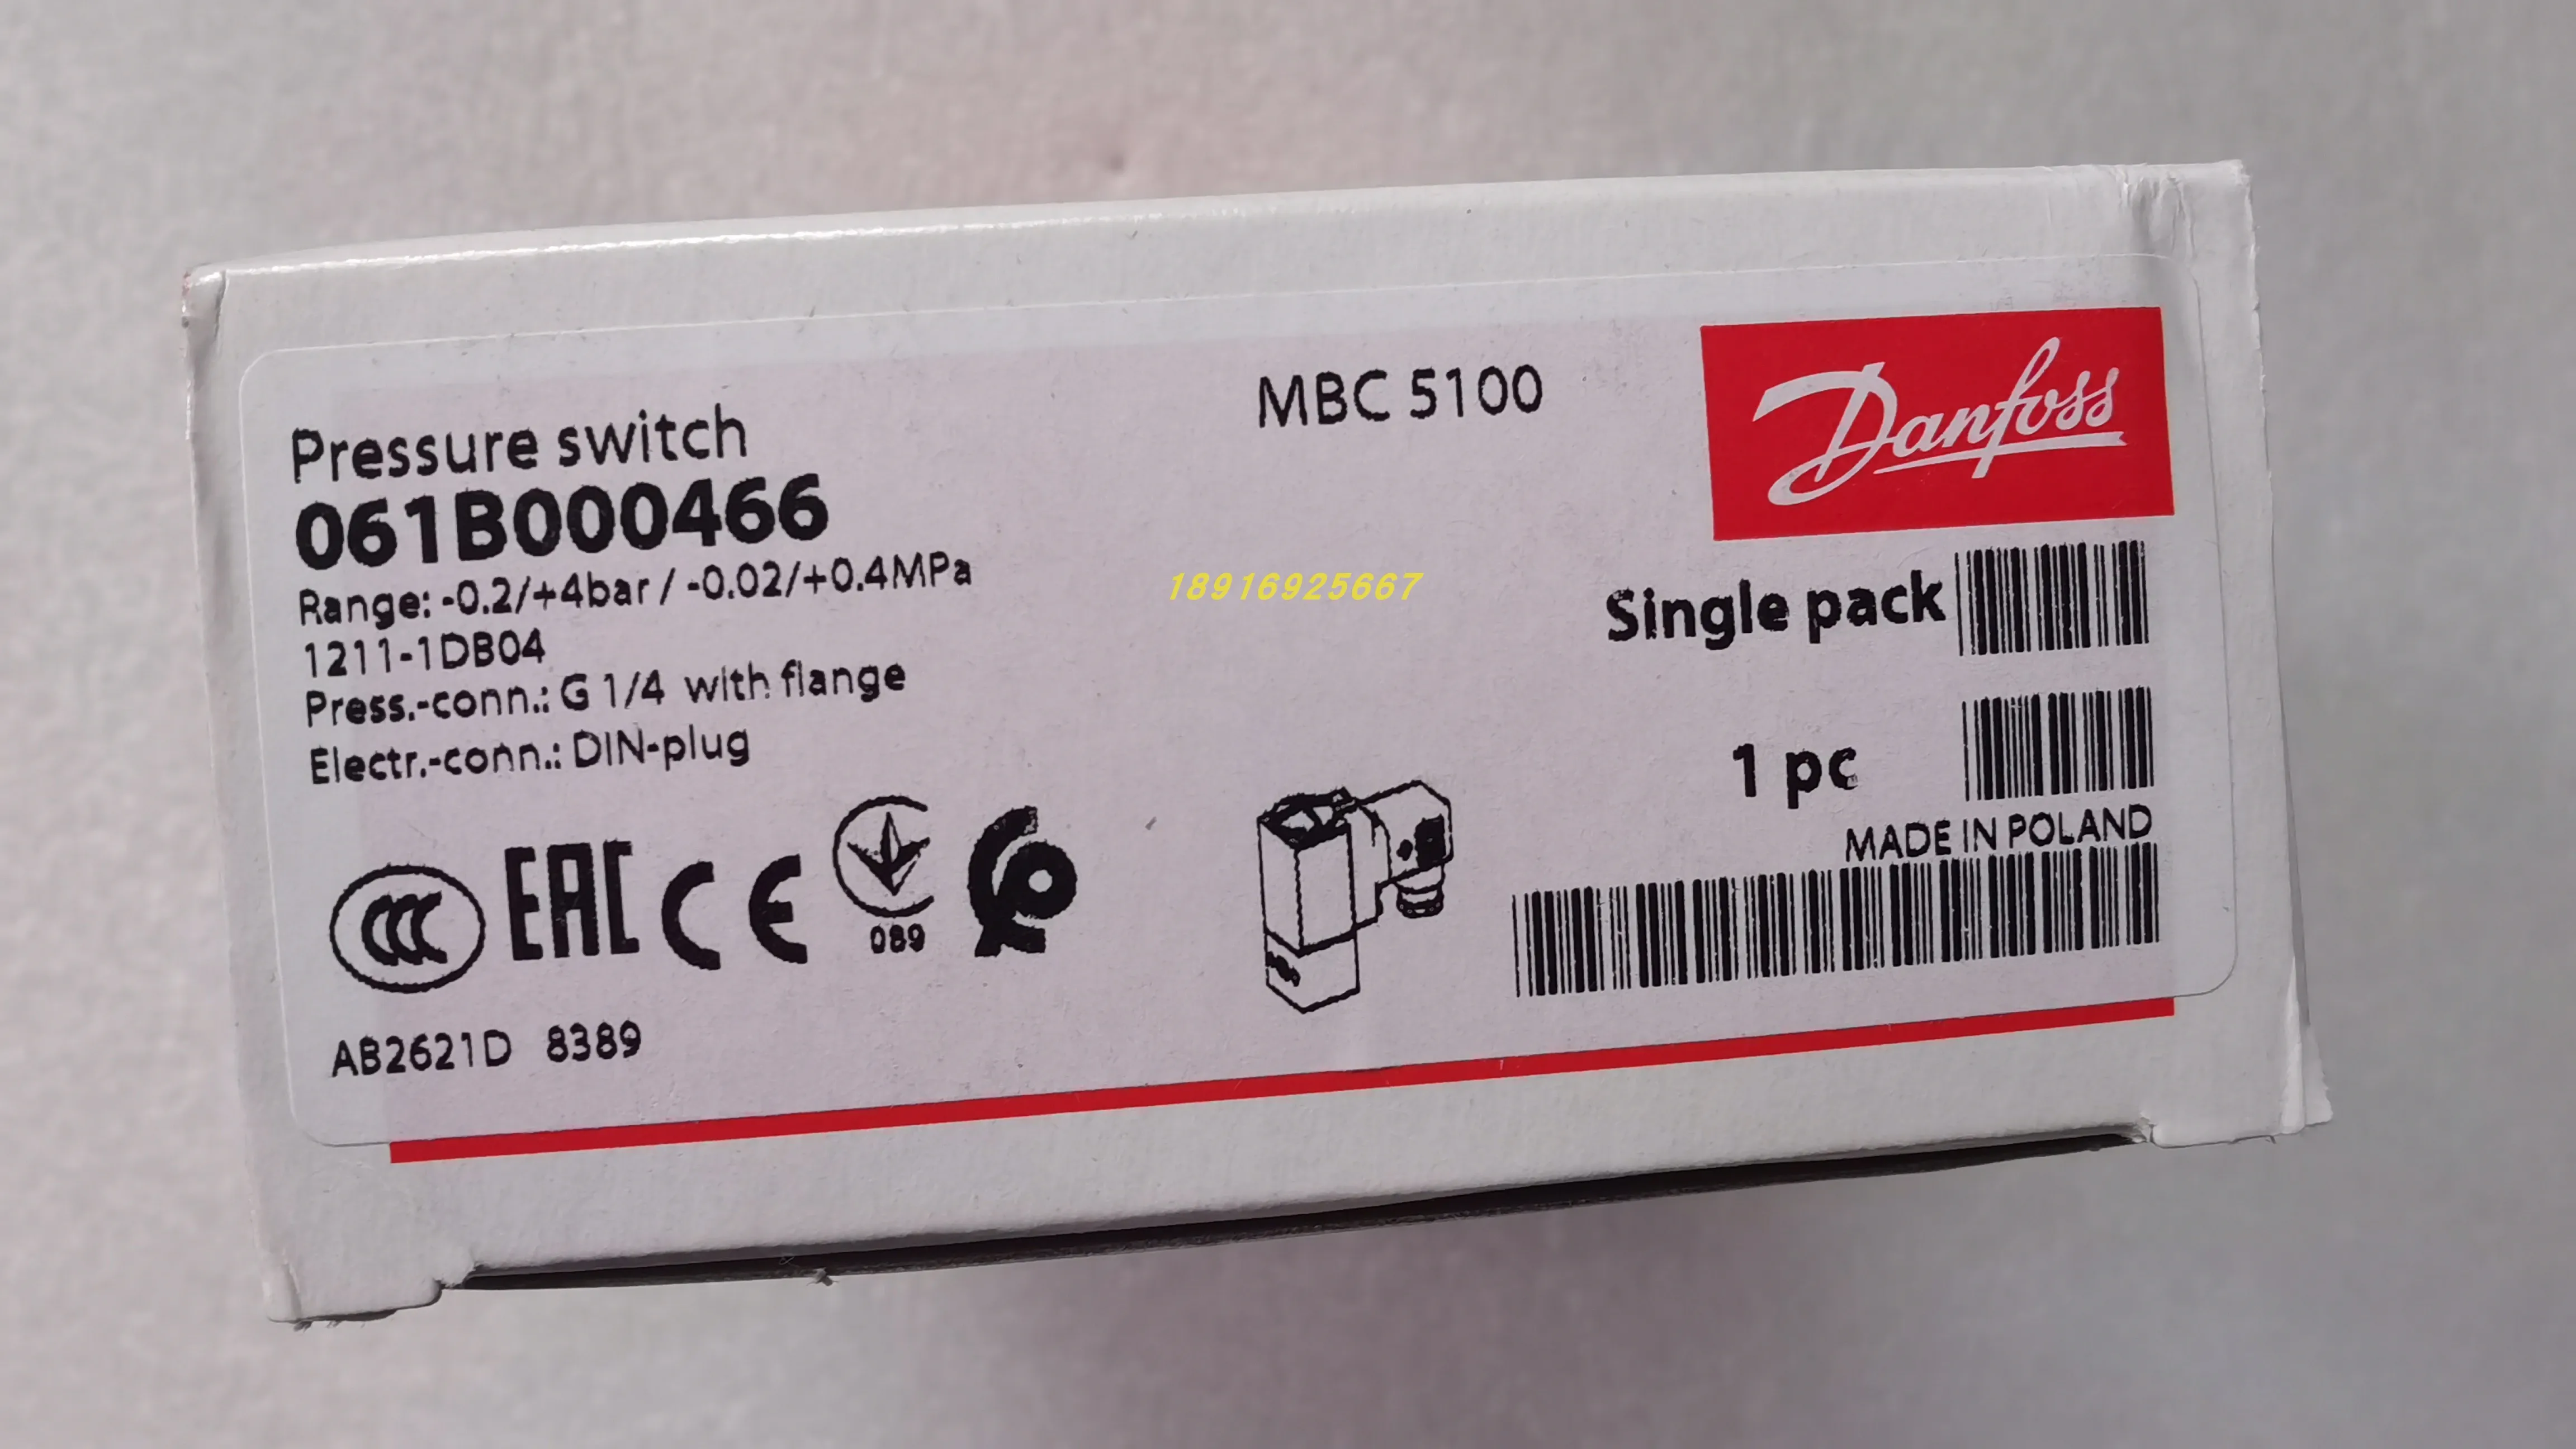 MBC 5100
Danfoss
Pressure switch
061B000466
Range: -0.2/+4bar / -0.02/+0.4MPa
1211-1DB04
Press.-conn.: G 1/4 with flange
Electr.-conn.: DIN-plug
18916925667
Single pack
1 pc
MADE IN POLAND
CCC EAC CE
089
AB2621D 8389